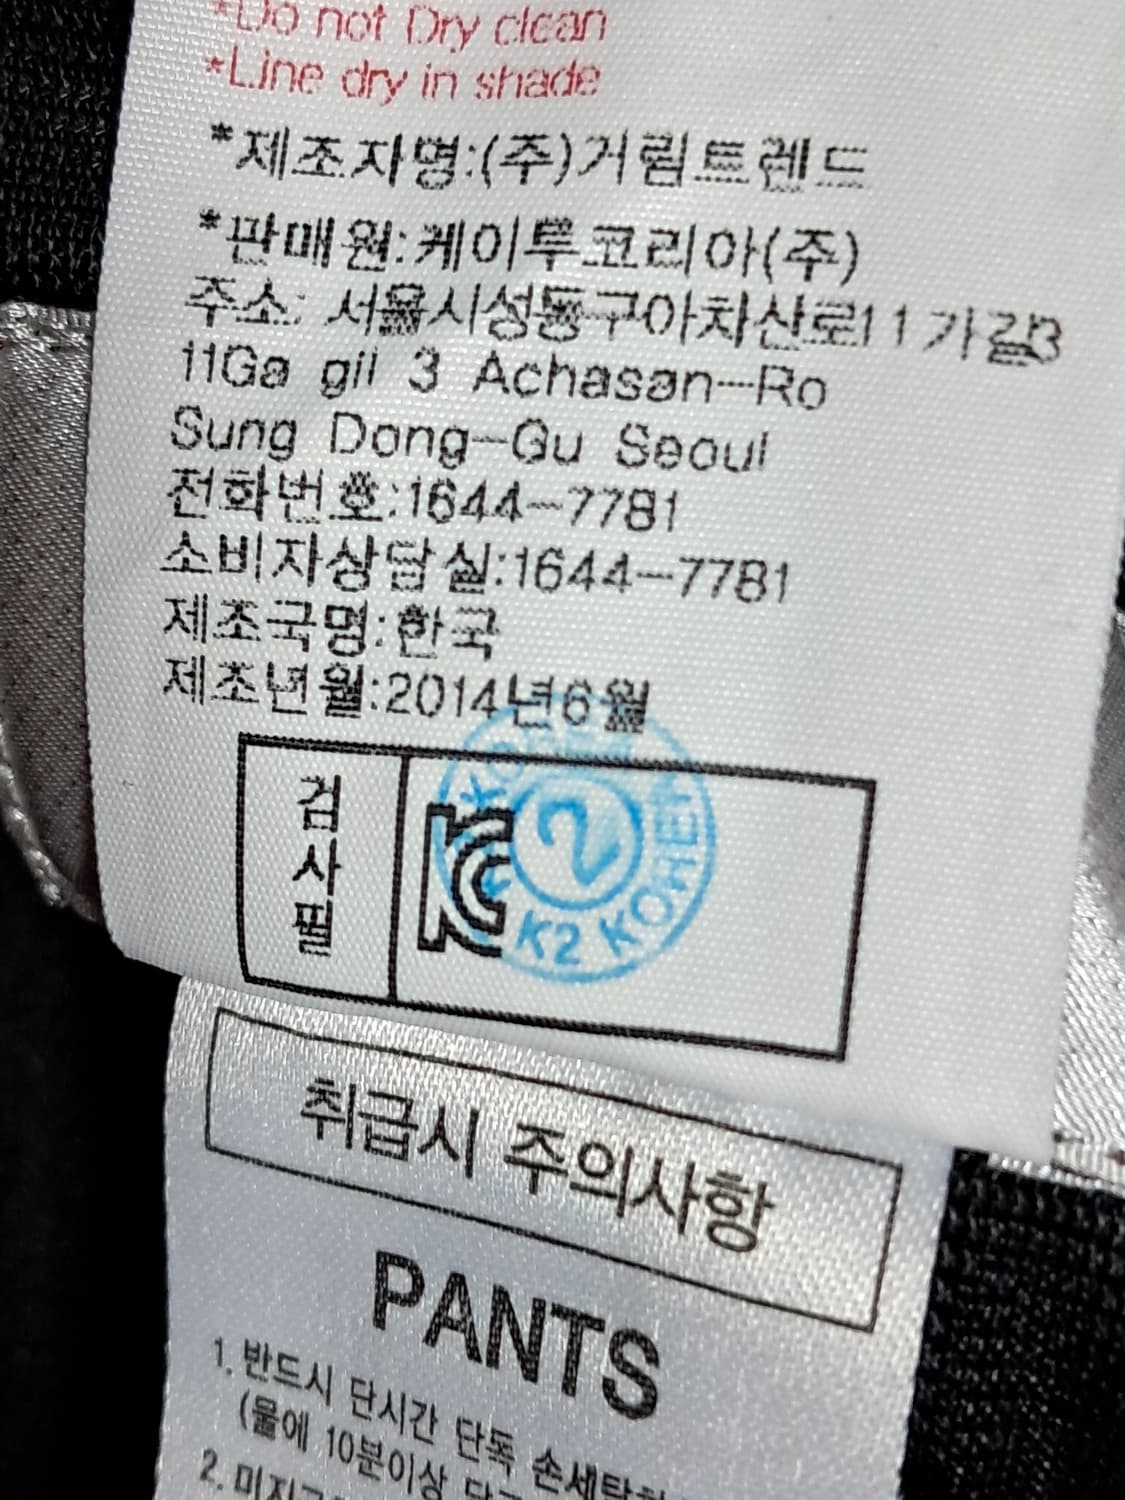 *Do not Dry clean
*Line dry in shade
*제조자명:(주)거림트렌드
*판매원:케이투코리아(주)
주소: 서울시성동구아차산로11가길3
11Ga gil 3 Achasan-Ro
Sung Dong-Gu Seoul
전화번호:1644-7781
소비자상담실:1644-7781
제조국명:한국
제조년월:2014년6월
검사필
KC
2
K2 KOREA
취급시 주의사항
PANTS
1. 반드시 단시간 단독 손세탁
(물에 10분이상
2.